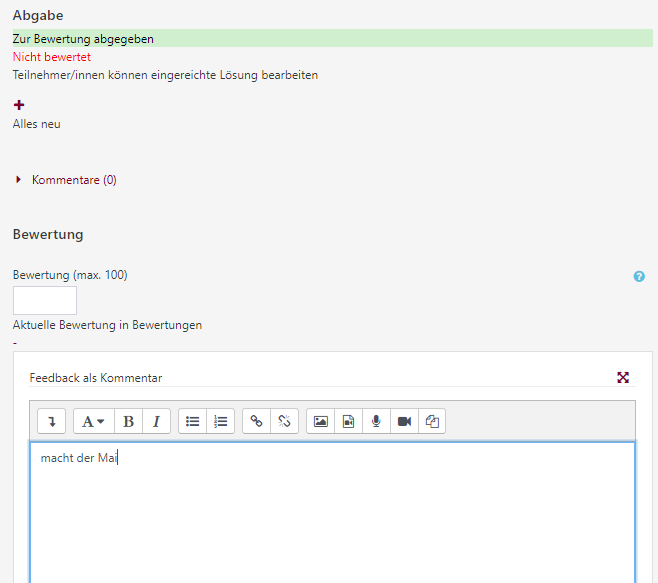 Abgabe
Zur Bewertung abgegeben
Nicht bewertet
Teilnehmer/innen können eingereichte Lösung bearbeiten
Alles neu
Kommentare (0)
Bewertung
Bewertung (max. 100)
?
Aktuelle Bewertung in Bewertungen
-
Feedback als Kommentar
A B I
macht der Mai